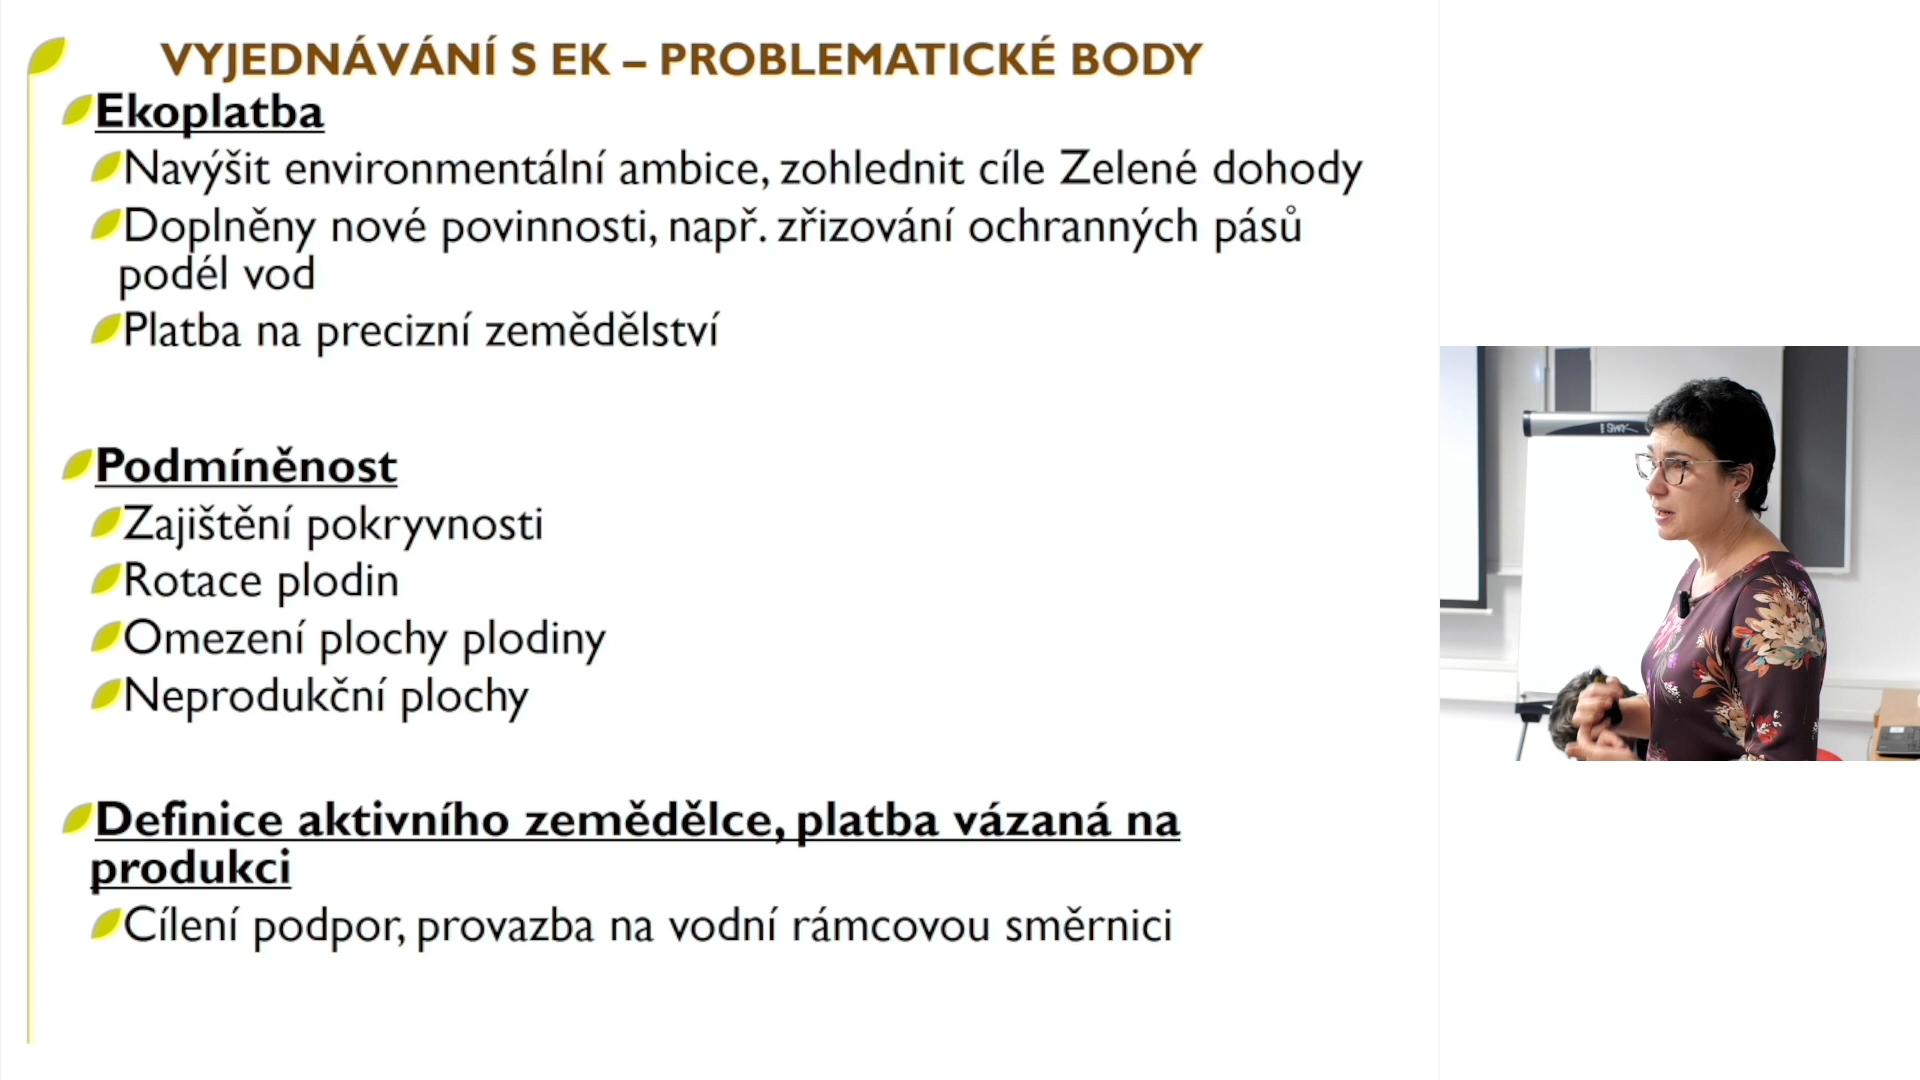 VYJEDNÁVÁNÍ S EK – PROBLEMATICKÉ BODY
Ekoplatba
Navýšit environmentální ambice, zohlednit cíle Zelené dohody
Doplněny nové povinnosti, např. zřizování ochranných pásů
podél vod
Platba na precizní zemědělství
Podmíněnost
Zajištění pokryvnosti
Rotace plodin
Omezení plochy plodiny
Neprodukční plochy
Definice aktivního zemědělce, platba vázaná na
produkci
Cílení podpor, provazba na vodní rámcovou směrnici